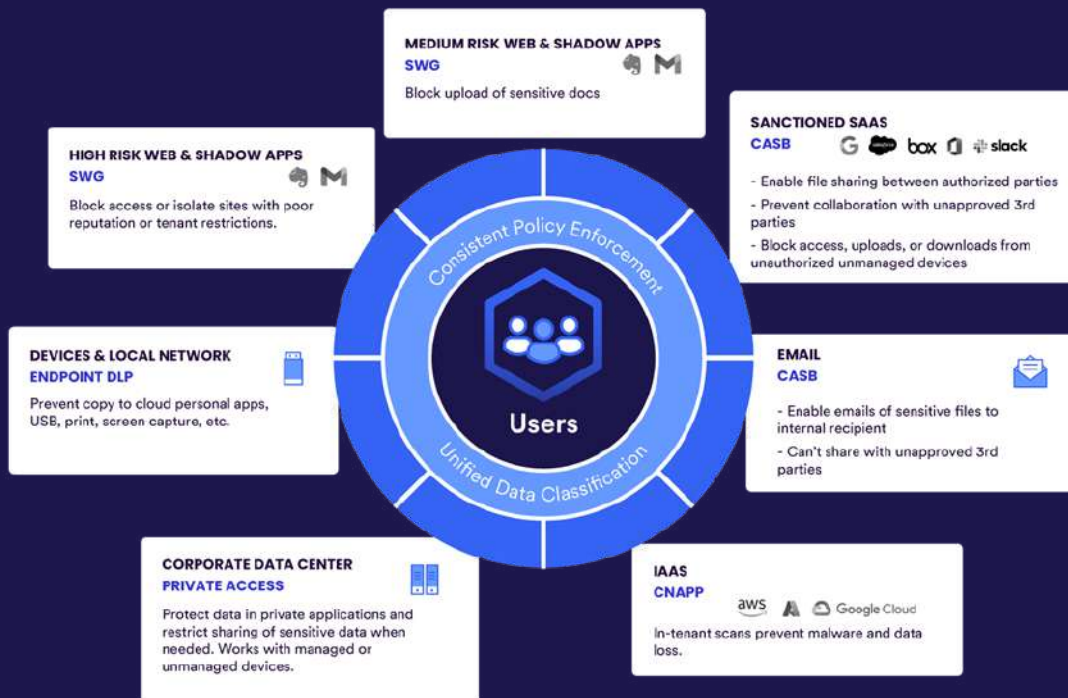 MEDIUM RISK WEB & SHADOW APPS
SWG
Block upload of sensitive docs
HIGH RISK WEB & SHADOW APPS
SWG
Block access or isolate sites with poor
reputation or tenant restrictions.
SANCTIONED SAAS
CASB
salesforce box slack
- Enable file sharing between authorized parties
- Prevent collaboration with unapproved 3rd
parties
- Block access, uploads, or downloads from
unauthorized unmanaged devices
Consistent Policy Enforcement
Users
Unified Data Classification
DEVICES & LOCAL NETWORK
ENDPOINT DLP
Prevent copy to cloud personal apps,
USB, print, screen capture, etc.
EMAIL
CASB
- Enable emails of sensitive files to
internal recipient
- Can't share with unapproved 3rd
parties
CORPORATE DATA CENTER
PRIVATE ACCESS
Protect data in private applications and
restrict sharing of sensitive data when
needed. Works with managed or
unmanaged devices.
IAAS
CNAPP
aws Google Cloud
In-tenant scans prevent malware and data
loss.